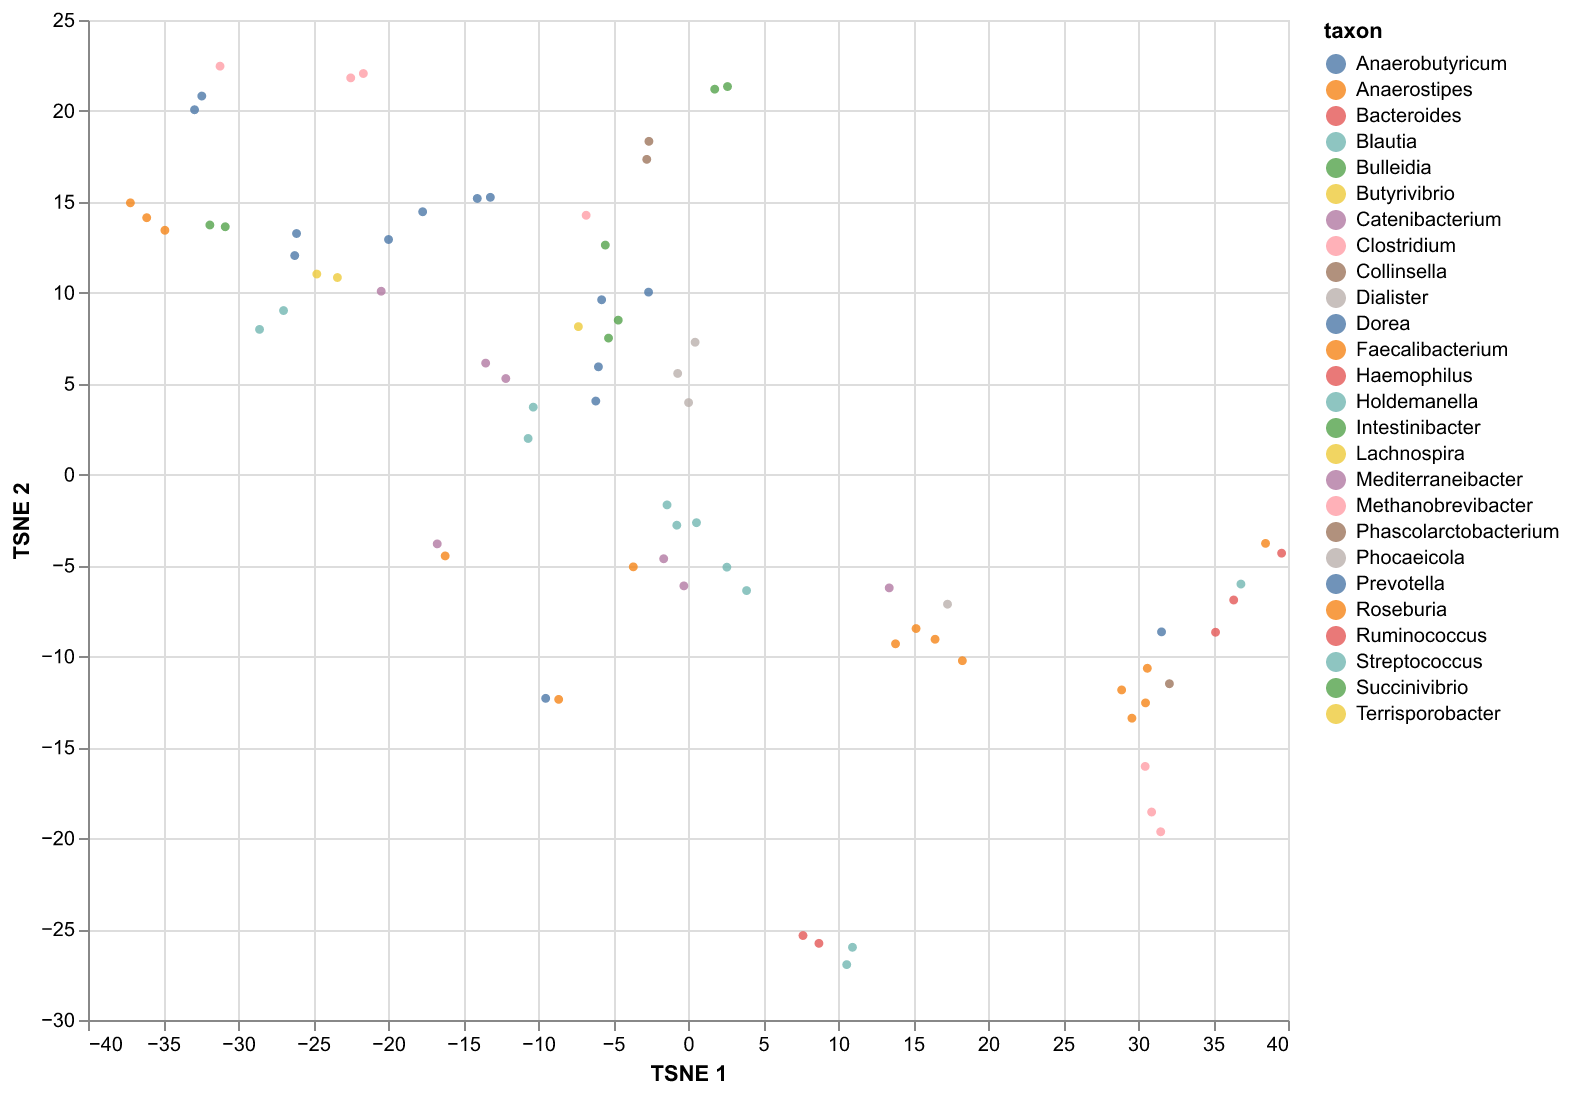 taxon
Anaerobutyricum
Anaerostipes
Bacteroides
Blautia
Bulleidia
Butyrivibrio
Catenibacterium
Clostridium
Collinsella
Dialister
Dorea
Faecalibacterium
Haemophilus
Holdemanella
Intestinibacter
Lachnospira
Mediterraneibacter
Methanobrevibacter
Phascolarctobacterium
Phocaeicola
Prevotella
Roseburia
Ruminococcus
Streptococcus
Succinivibrio
Terrisporobacter
TSNE 2
25
20
15
10
5
0
−5
−10
−15
−20
−25
−30
−40 −35 −30 −25 −20 −15 −10 −5 0 5 10 15 20 25 30 35 40
TSNE 1